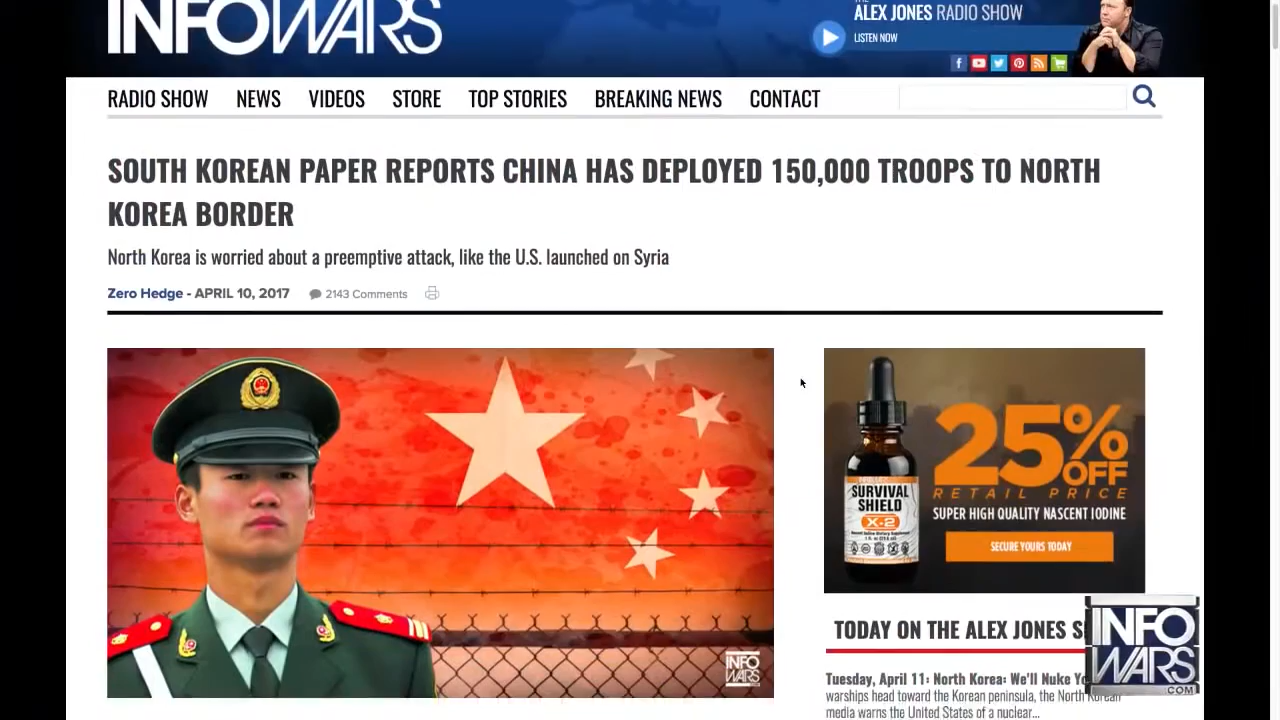 INFOWARS
ALEX JONES RADIO SHOW
LISTEN NOW
RADIO SHOW NEWS VIDEOS STORE TOP STORIES BREAKING NEWS CONTACT
SOUTH KOREAN PAPER REPORTS CHINA HAS DEPLOYED 150,000 TROOPS TO NORTH
KOREA BORDER
North Korea is worried about a preemptive attack, like the U.S. launched on Syria
Zero Hedge - APRIL 10, 2017 2143 Comments
25%
OFF
RETAIL PRICE
SUPER HIGH QUALITY NASCENT IODINE
SECURE YOURS TODAY
SURVIVAL
SHIELD
X-2
INFO
WARS
TODAY ON THE ALEX JONES
Tuesday, April 11: North Korea: We'll Nuke
warships head toward the Korean peninsula, the North Korean
media warns the United States of a nuclear...
INFO
WARS
.COM